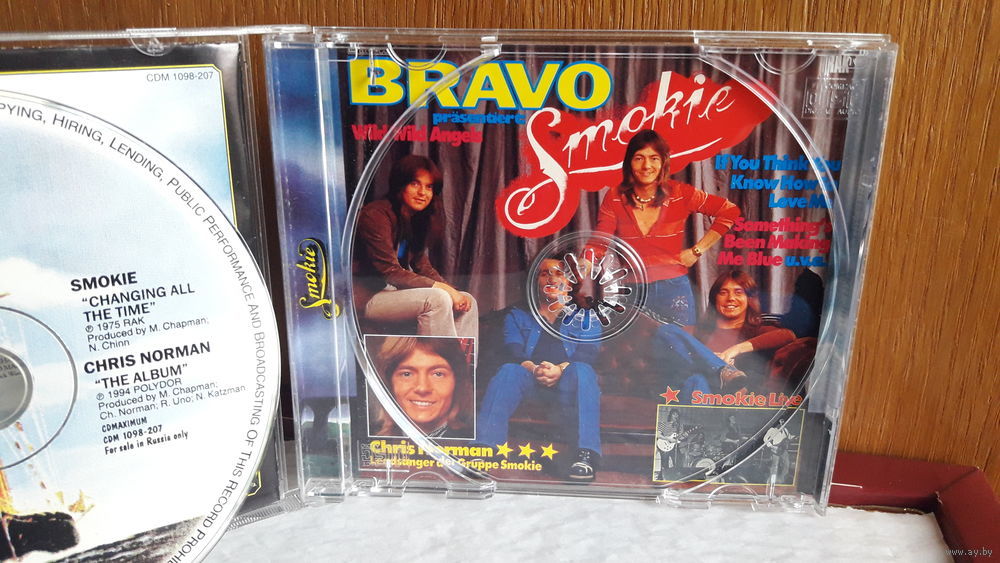 CDM 1098-207
PYING, HIRING, LENDING, PUBLIC PERFORMANCE AND BROADCASTING OF THIS RECORD PROHI
SMOKIE
"CHANGING ALL
THE TIME"
℗ 1975 RAK
Produced by M. Chapman;
N. Chinn
CHRIS NORMAN
"THE ALBUM"
℗ 1994 POLYDOR
Produced by M. Chapman;
Ch. Norman; R. Uno; N. Katzman
CDMAXIMUM
CDM 1098-207
For sale in Russia only
Smokie
BRAVO
präsentiert:
Wild Wild Angels
Smokie
If You Think You
Know How To
Love Me
Something's
Been Making
Me Blue u.v.a.
Chris Norman ★ ★ ★
Leadsänger der Gruppe Smokie
★ Smokie Live
www.ay.by